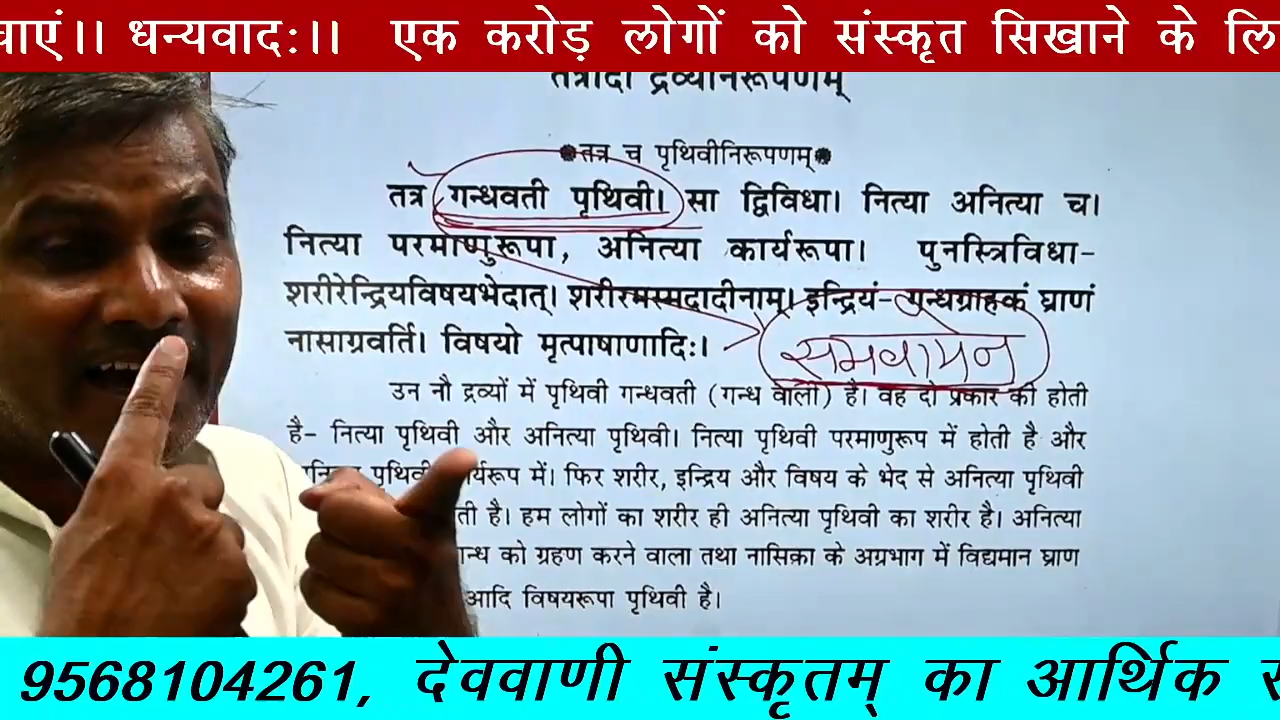 ।। धन्यवादः।। एक करोड़ लोगों को संस्कृत सिखाने के
तत्रादौ द्रव्यनिरूपणम्
तत्र च पृथिवीनिरूपणम्
तत्र गन्धवती पृथिवी। सा द्विविधा। नित्या अनित्या च।
नित्या परमाणुरूपा, अनित्या कार्यरूपा। पुनस्त्रिविधा-
शरीरेन्द्रियविषयभेदात्। शरीरमस्मदादीनाम्। इन्द्रियं-गन्धग्राहकं घ्राणं
नासाग्रवर्ति। विषयो मृत्पाषाणादिः।
उन नौ द्रव्यों में पृथिवी गन्धवती (गन्ध वाली) है। वह दो प्रकार की होती
है- नित्या पृथिवी और अनित्या पृथिवी। नित्या पृथिवी परमाणुरूप में होती है और
में। फिर शरीर, इन्द्रिय और विषय के भेद से अनित्या पृथिवी
है। हम लोगों का शरीर ही अनित्या पृथिवी का शरीर है। अनित्या
को ग्रहण करने वाला तथा नासिका के अग्रभाग में विद्यमान घ्राण
आदि विषयरूपा पृथिवी है।
9568104261, देववाणी संस्कृतम् का आर्थिक